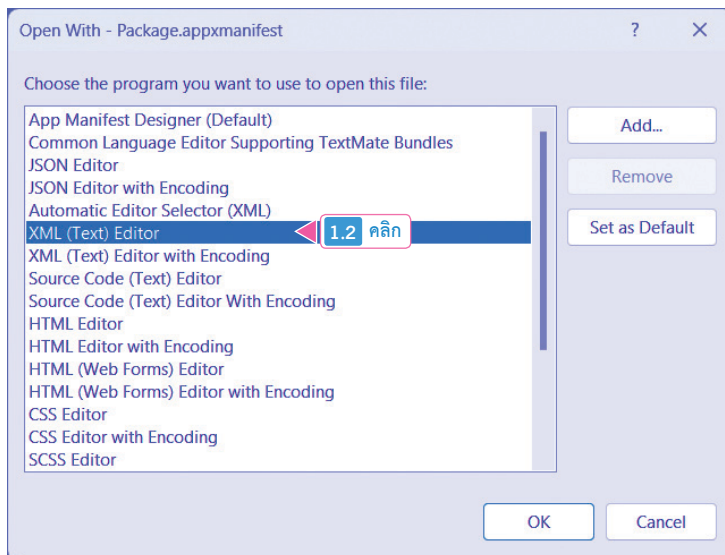 Open With - Package.appxmanifest
Choose the program you want to use to open this file:
App Manifest Designer (Default)
Common Language Editor Supporting TextMate Bundles
JSON Editor
JSON Editor with Encoding
Automatic Editor Selector (XML)
XML (Text) Editor 1.2 คลิก
XML (Text) Editor with Encoding
Source Code (Text) Editor
Source Code (Text) Editor With Encoding
HTML Editor
HTML Editor with Encoding
HTML (Web Forms) Editor
HTML (Web Forms) Editor with Encoding
CSS Editor
CSS Editor with Encoding
SCSS Editor
Add...
Remove
Set as Default
OK Cancel